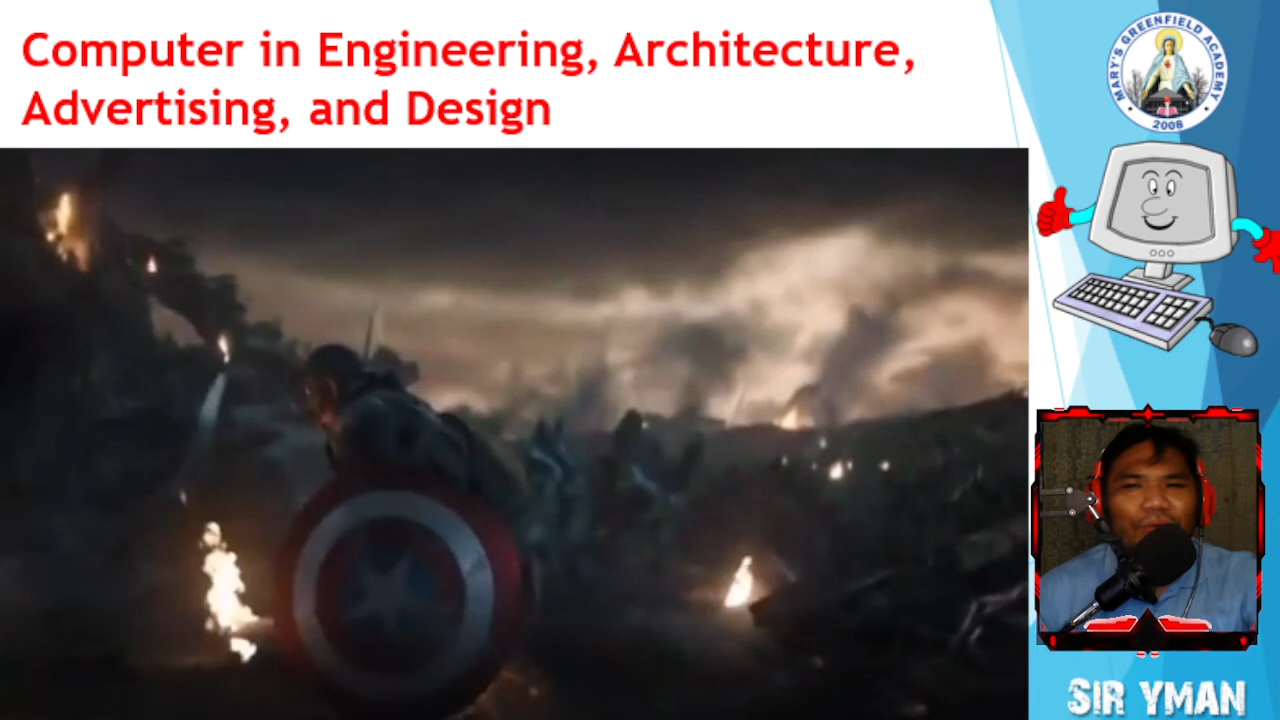 Computer in Engineering, Architecture,
Advertising, and Design
MARY'S GREENFIELD ACADEMY
2008
SIR YMAN